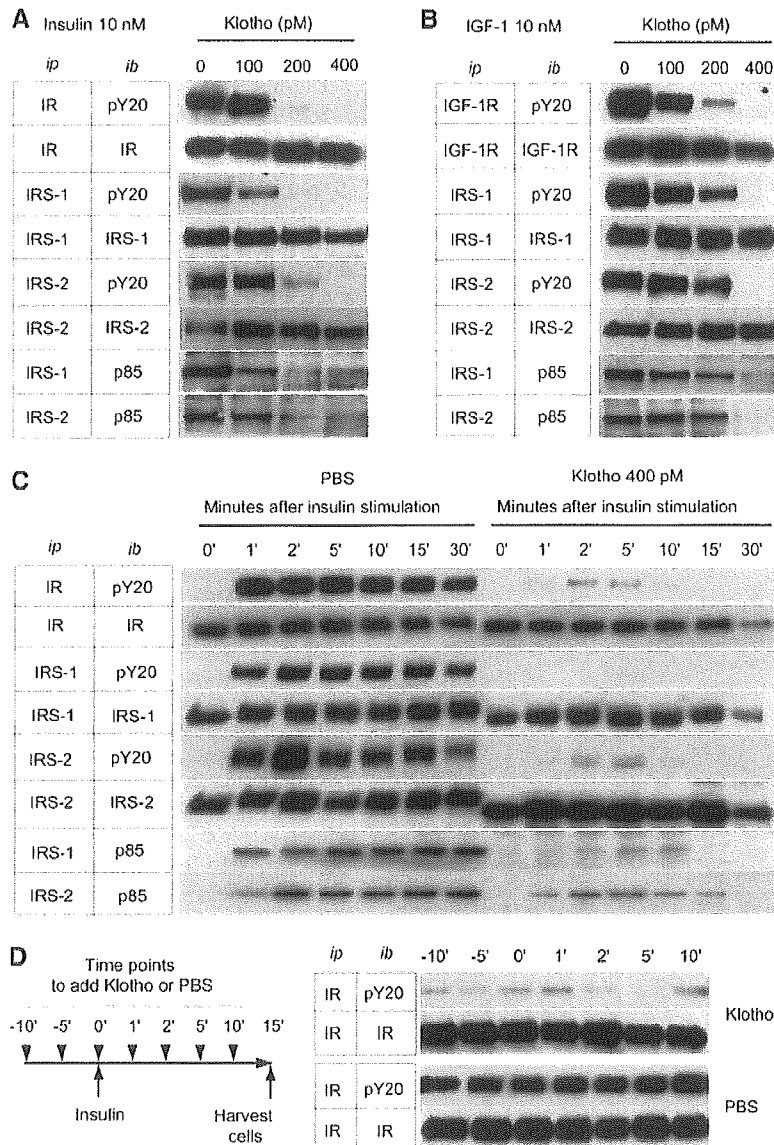 A Insulin 10 nM Klotho (pM)
ip ib 0 100 200 400
IR pY20
IR IR
IRS-1 pY20
IRS-1 IRS-1
IRS-2 pY20
IRS-2 IRS-2
IRS-1 p85
IRS-2 p85
B IGF-1 10 nM Klotho (pM)
ip ib 0 100 200 400
IGF-1R pY20
IGF-1R IGF-1R
IRS-1 pY20
IRS-1 IRS-1
IRS-2 pY20
IRS-2 IRS-2
IRS-1 p85
IRS-2 p85
C PBS Klotho 400 pM
Minutes after insulin stimulation Minutes after insulin stimulation
ip ib 0' 1' 2' 5' 10' 15' 30' 0' 1' 2' 5' 10' 15' 30'
IR pY20
IR IR
IRS-1 pY20
IRS-1 IRS-1
IRS-2 pY20
IRS-2 IRS-2
IRS-1 p85
IRS-2 p85
D Time points
to add Klotho or PBS
-10' -5' 0' 1' 2' 5' 10' 15'
Insulin Harvest
cells
ip ib -10' -5' 0' 1' 2' 5' 10'
IR pY20
IR IR
Klotho
IR pY20
IR IR
PBS